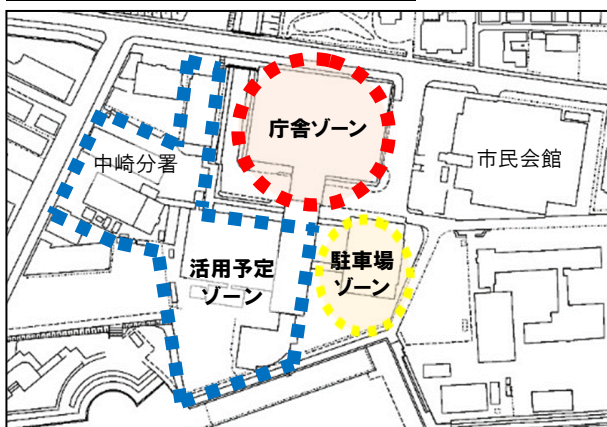 庁舎ゾーン
中崎分署
市民会館
活用予定
ゾーン
駐車場
ゾーン